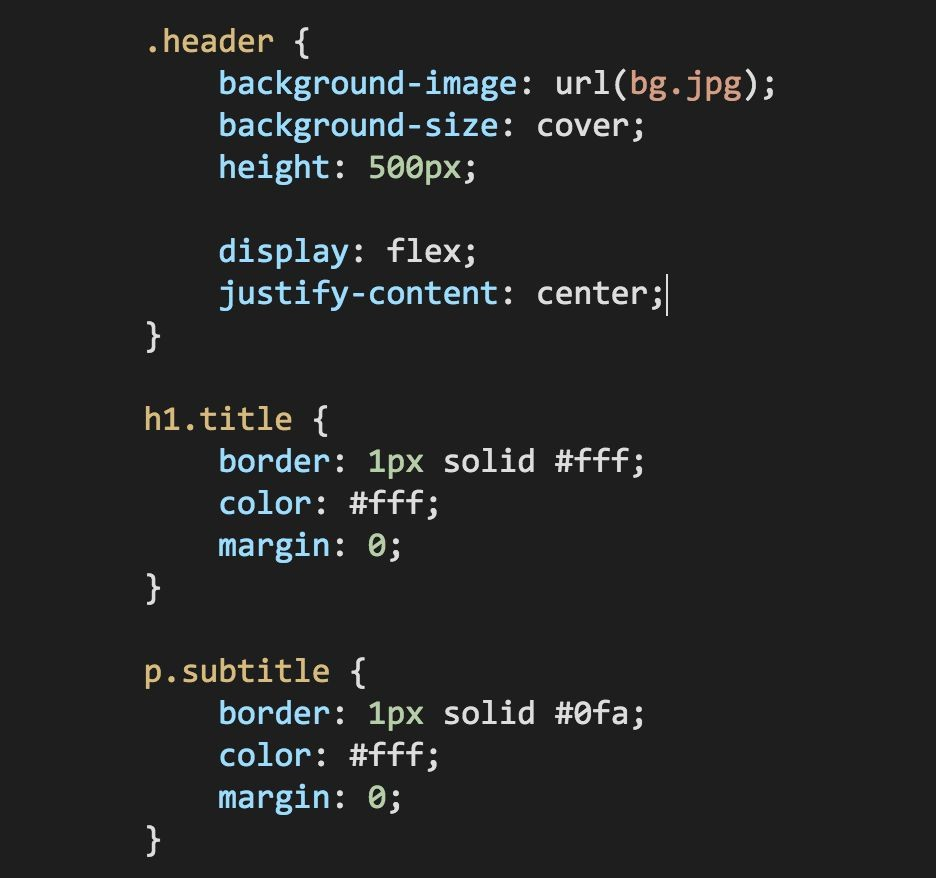 .header {
    background-image: url(bg.jpg);
    background-size: cover;
    height: 500px;

    display: flex;
    justify-content: center;
}

h1.title {
    border: 1px solid #fff;
    color: #fff;
    margin: 0;
}

p.subtitle {
    border: 1px solid #0fa;
    color: #fff;
    margin: 0;
}